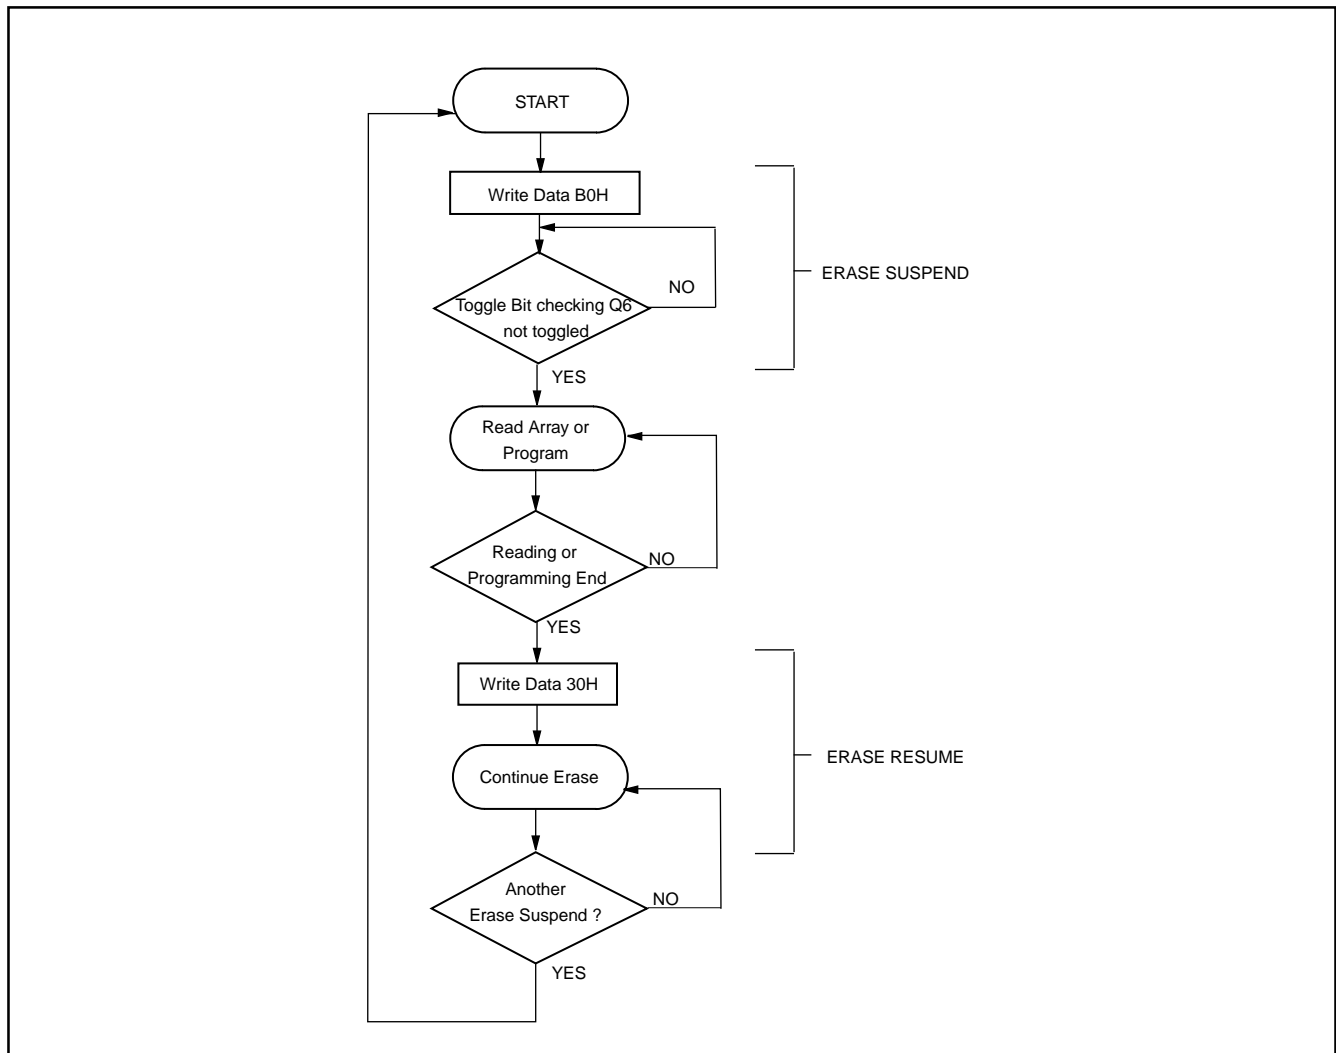 START
Write Data B0H
ERASE SUSPEND
NO
Toggle Bit checking Q6
not toggled
YES
Read Array or
Program
Reading or
NO
Programming End
YES
Write Data 30H
ERASE RESUME
Continue Erase
Another
NO
Erase Suspend ?
YES